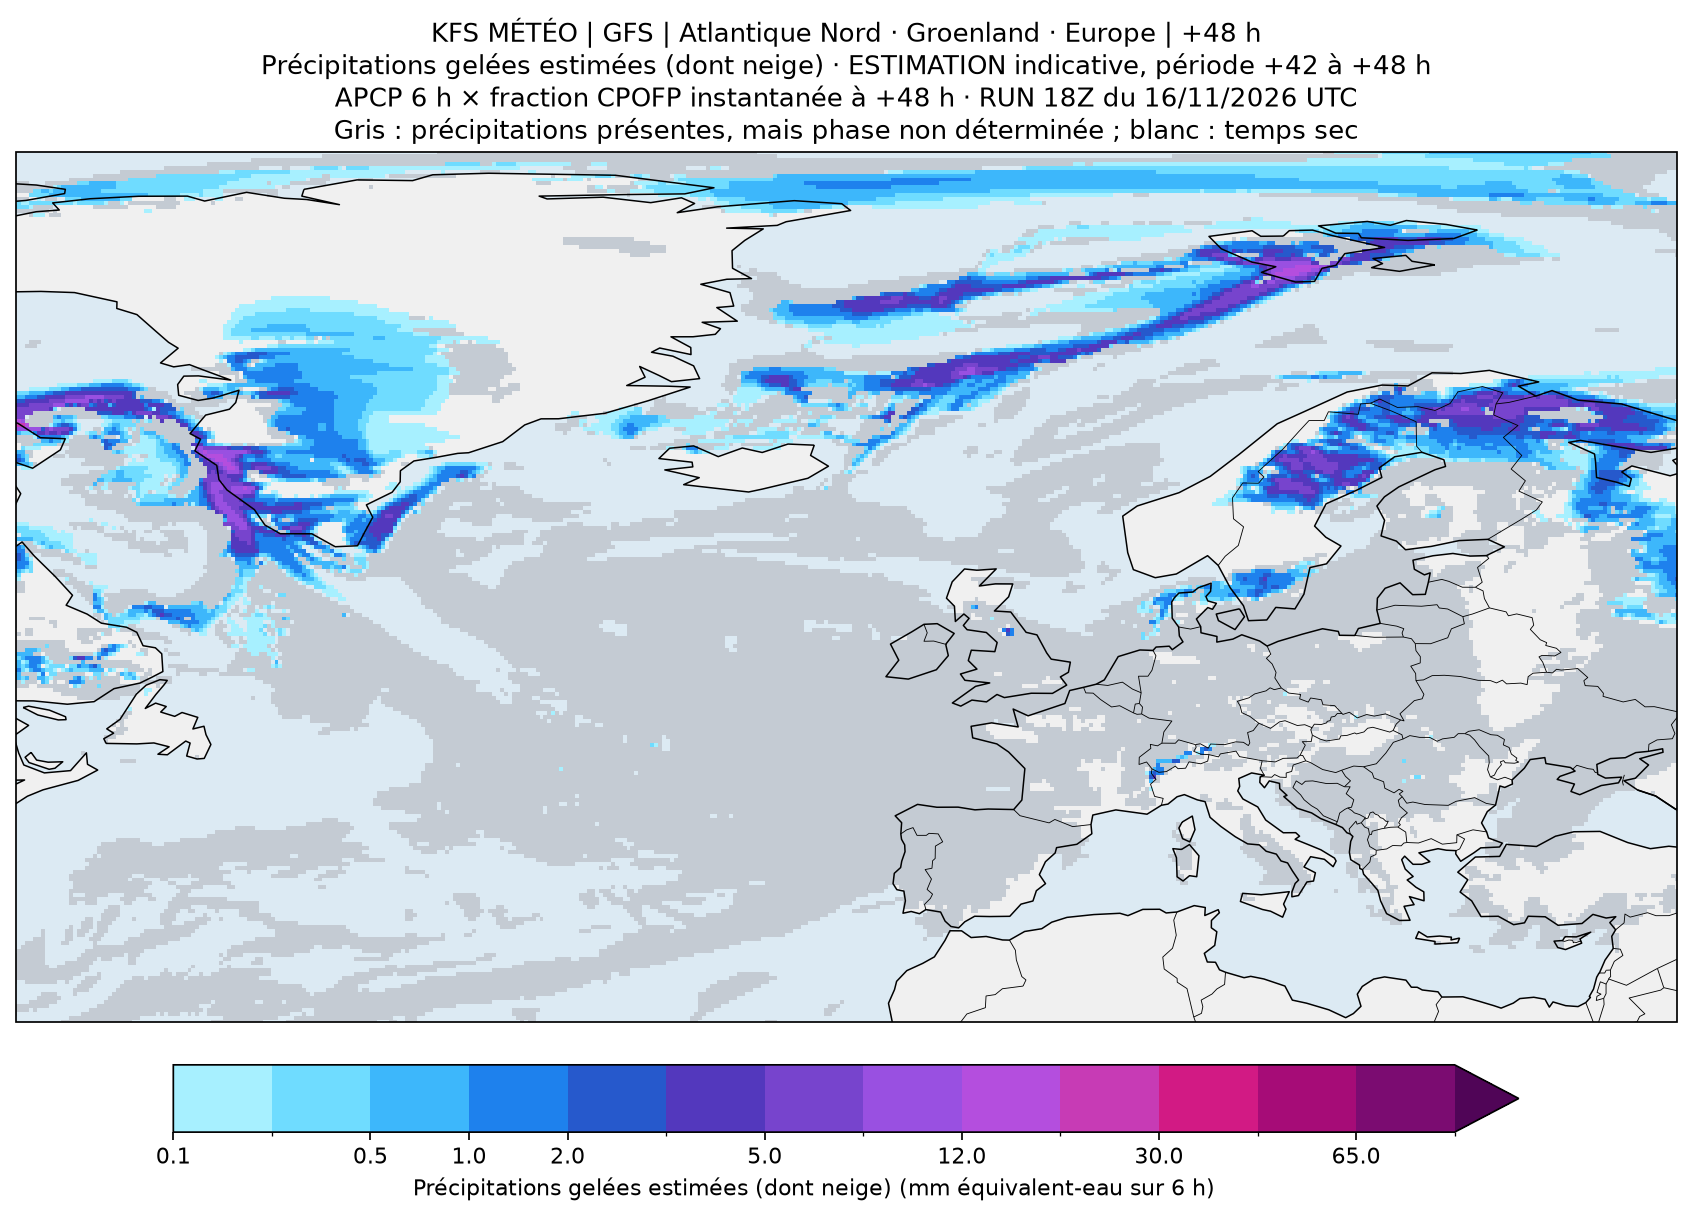 KFS MÉTÉO | GFS | Atlantique Nord · Groenland · Europe | +48 h
Précipitations gelées estimées (dont neige) · ESTIMATION indicative, période +42 à +48 h
APCP 6 h × fraction CPOFP instantanée à +48 h · RUN 18Z du 16/11/2026 UTC
Gris : précipitations présentes, mais phase non déterminée ; blanc : temps sec
0.1 0.5 1.0 2.0 5.0 12.0 30.0 65.0
Précipitations gelées estimées (dont neige) (mm équivalent-eau sur 6 h)